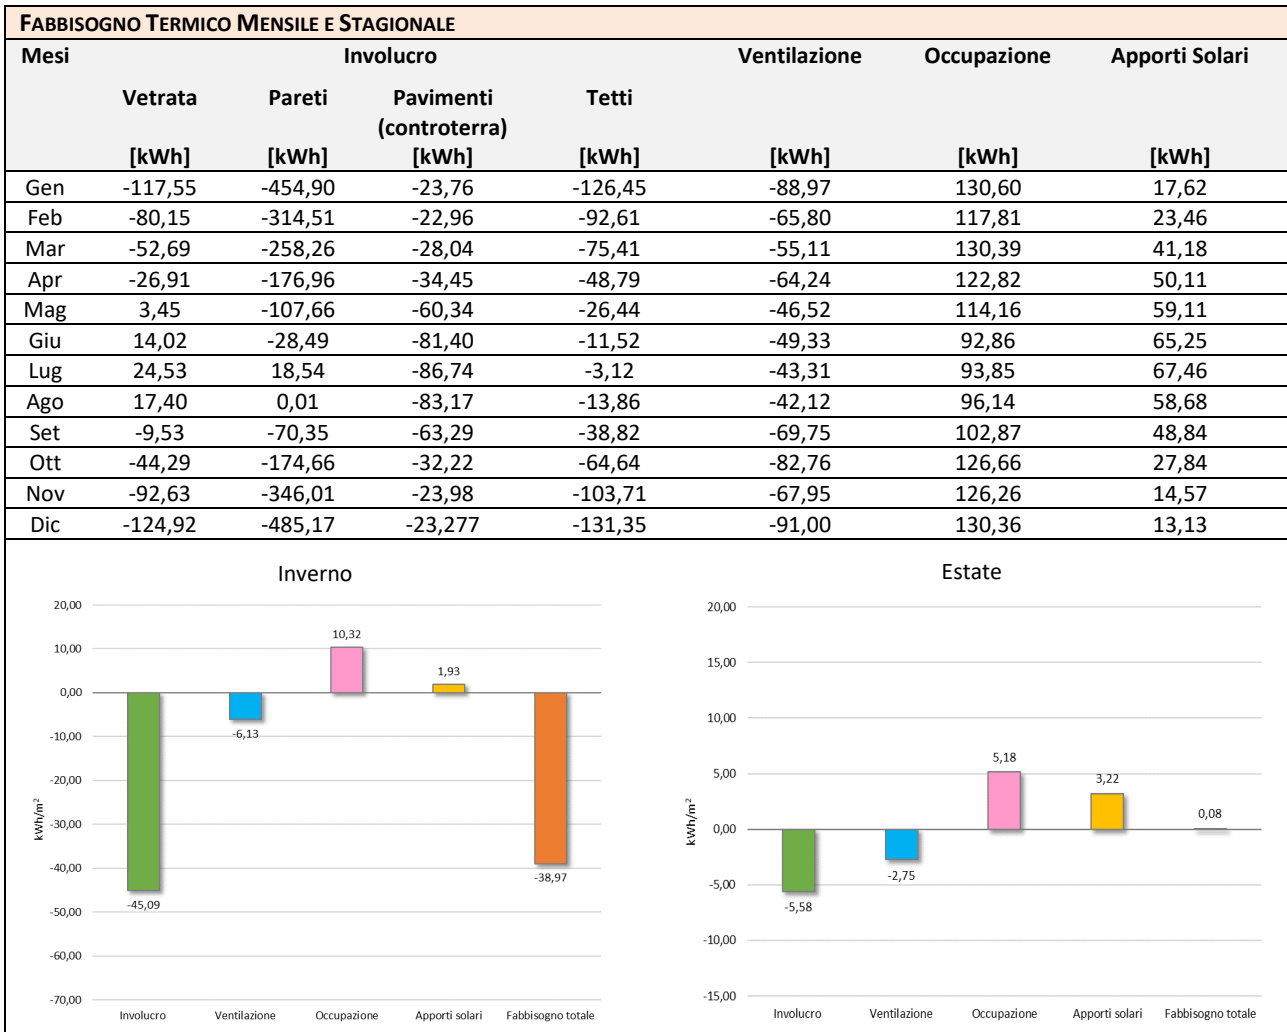 FABBISOGNO TERMICO MENSILE E STAGIONALE
Mesi Involucro Ventilazione Occupazione Apporti Solari
Vetrata Pareti Pavimenti Tetti
(controterra)
[kWh] [kWh] [kWh] [kWh] [kWh] [kWh] [kWh]
Gen -117,55 -454,90 -23,76 -126,45 -88,97 130,60 17,62
Feb -80,15 -314,51 -22,96 -92,61 -65,80 117,81 23,46
Mar -52,69 -258,26 -28,04 -75,41 -55,11 130,39 41,18
Apr -26,91 -176,96 -34,45 -48,79 -64,24 122,82 50,11
Mag 3,45 -107,66 -60,34 -26,44 -46,52 114,16 59,11
Giu 14,02 -28,49 -81,40 -11,52 -49,33 92,86 65,25
Lug 24,53 18,54 -86,74 -3,12 -43,31 93,85 67,46
Ago 17,40 0,01 -83,17 -13,86 -42,12 96,14 58,68
Set -9,53 -70,35 -63,29 -38,82 -69,75 102,87 48,84
Ott -44,29 -174,66 -32,22 -64,64 -82,76 126,66 27,84
Nov -92,63 -346,01 -23,98 -103,71 -67,95 126,26 14,57
Dic -124,92 -485,17 -23,277 -131,35 -91,00 130,36 13,13
Inverno
20,00
10,00
0,00
-10,00
-20,00
-30,00
-40,00
-50,00
-60,00
-70,00
kWh/m²
-45,09
-6,13
10,32
1,93
-38,97
Involucro Ventilazione Occupazione Apporti solari Fabbisogno totale
Estate
20,00
15,00
10,00
5,00
0,00
-5,00
-10,00
-15,00
kWh/m²
-5,58
-2,75
5,18
3,22
0,08
Involucro Ventilazione Occupazione Apporti solari Fabbisogno totale